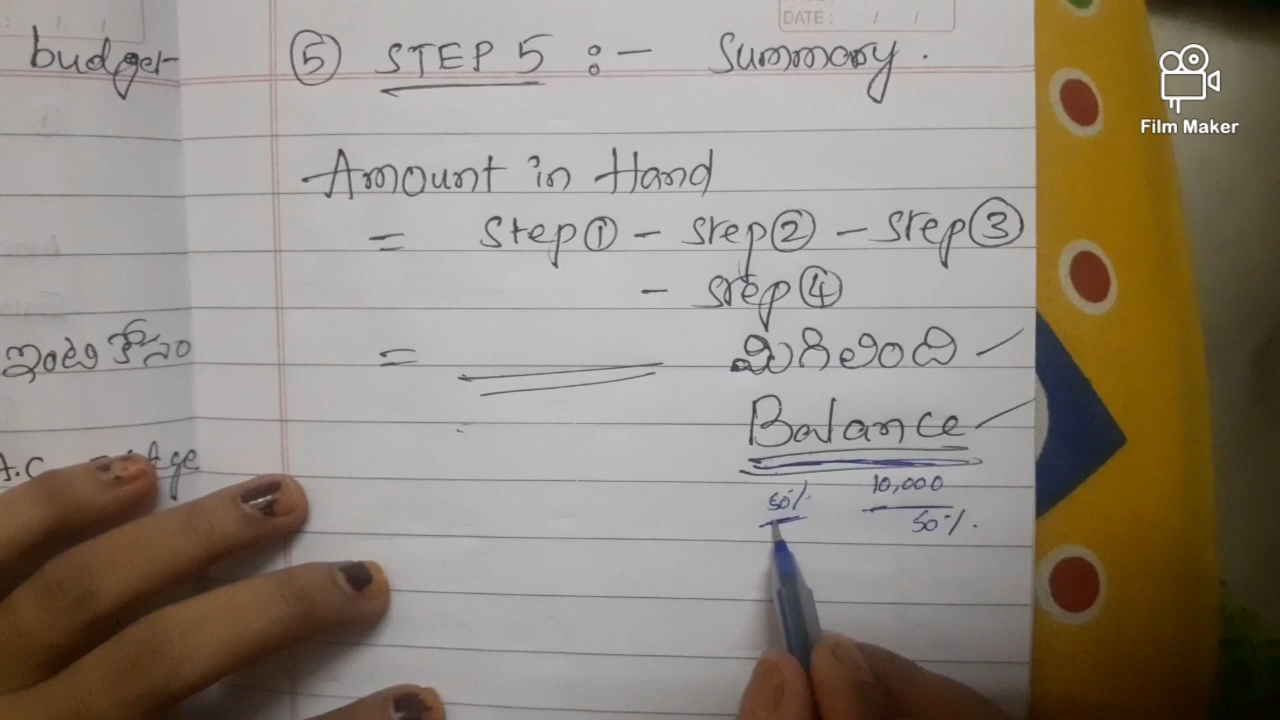 budget
ఇంటి కోసం
⑤ STEP 5 :- Summary.
Amount in Hand
= Step① - Step② - Step③
- Step④
= మిగిలింది
Balance
50% 10,000
50%.
DATE: / /
Film Maker